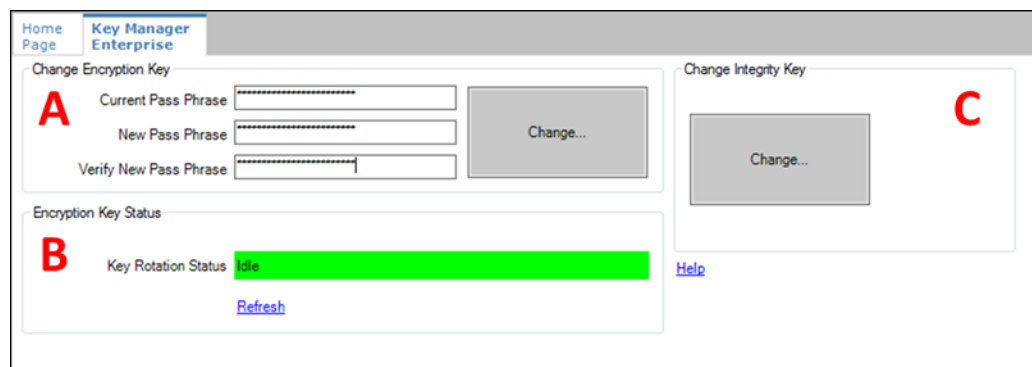 Home Page
Key Manager Enterprise
Change Encryption Key
A
Current Pass Phrase **************************
New Pass Phrase **************************
Verify New Pass Phrase **************************
Change...
Encryption Key Status
B
Key Rotation Status Idle
Refresh
Change Integrity Key
C
Change...
Help